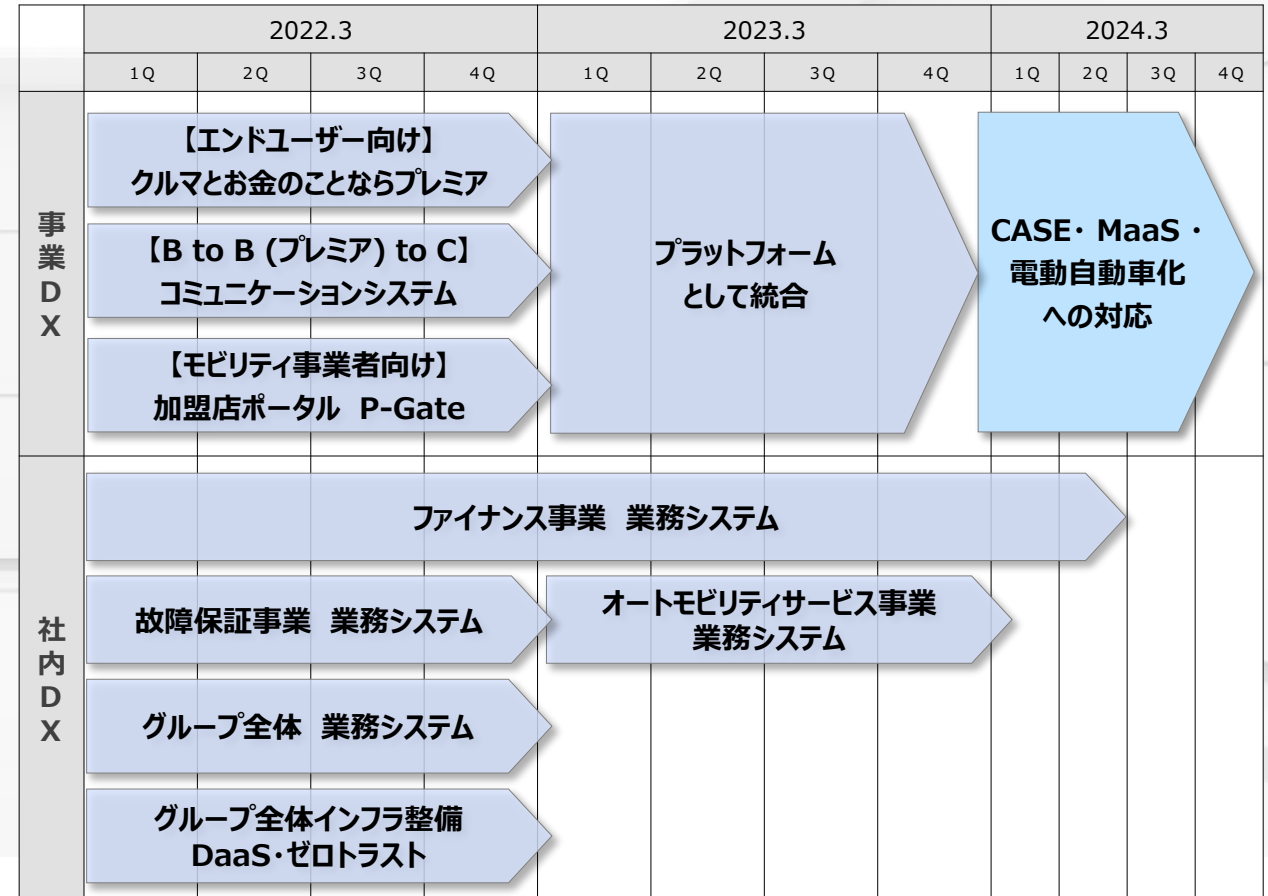 2022.3 2023.3 2024.3
1Q 2Q 3Q 4Q 1Q 2Q 3Q 4Q 1Q 2Q 3Q 4Q
事業DX
【エンドユーザー向け】
クルマとお金のことならプレミア
【B to B (プレミア) to C】
コミュニケーションシステム
【モビリティ事業者向け】
加盟店ポータル P-Gate
プラットフォーム
として統合
CASE・ MaaS ・
電動自動車化
への対応
社内DX
ファイナンス事業 業務システム
故障保証事業 業務システム
オートモビリティサービス事業
業務システム
グループ全体 業務システム
グループ全体インフラ整備
DaaS・ゼロトラスト